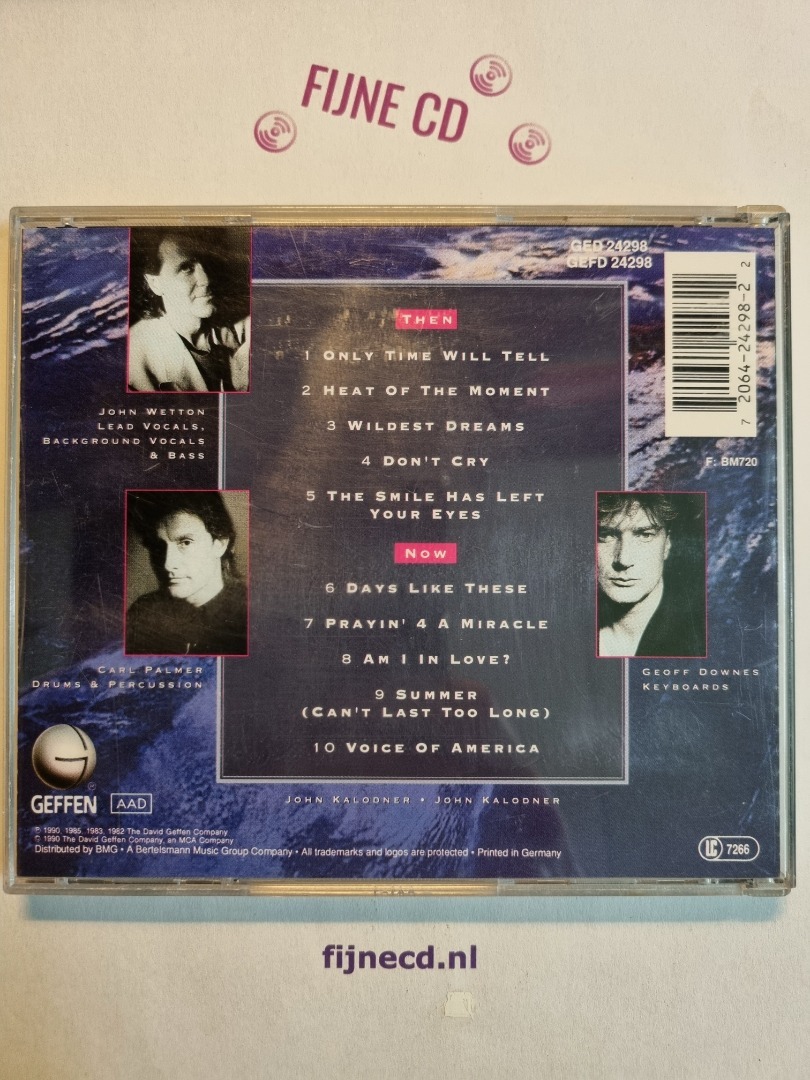 FIJNE CD
GED 24298
GEFD 24298
7 2064-24298-2 2
F: BM720
JOHN WETTON
LEAD VOCALS,
BACKGROUND VOCALS
& BASS
CARL PALMER
DRUMS & PERCUSSION
THEN
1 ONLY TIME WILL TELL
2 HEAT OF THE MOMENT
3 WILDEST DREAMS
4 DON'T CRY
5 THE SMILE HAS LEFT
YOUR EYES
NOW
6 DAYS LIKE THESE
7 PRAYIN' 4 A MIRACLE
8 AM I IN LOVE?
9 SUMMER
(CAN'T LAST TOO LONG)
10 VOICE OF AMERICA
GEOFF DOWNES
KEYBOARDS
JOHN KALODNER • JOHN KALODNER
G
GEFFEN ®
AAD
℗ 1990, 1985, 1983, 1982 The David Geffen Company
© 1990 The David Geffen Company, an MCA Company
Distributed by BMG • A Bertelsmann Music Group Company • All trademarks and logos are protected • Printed in Germany
LC 7266
fijnecd.nl